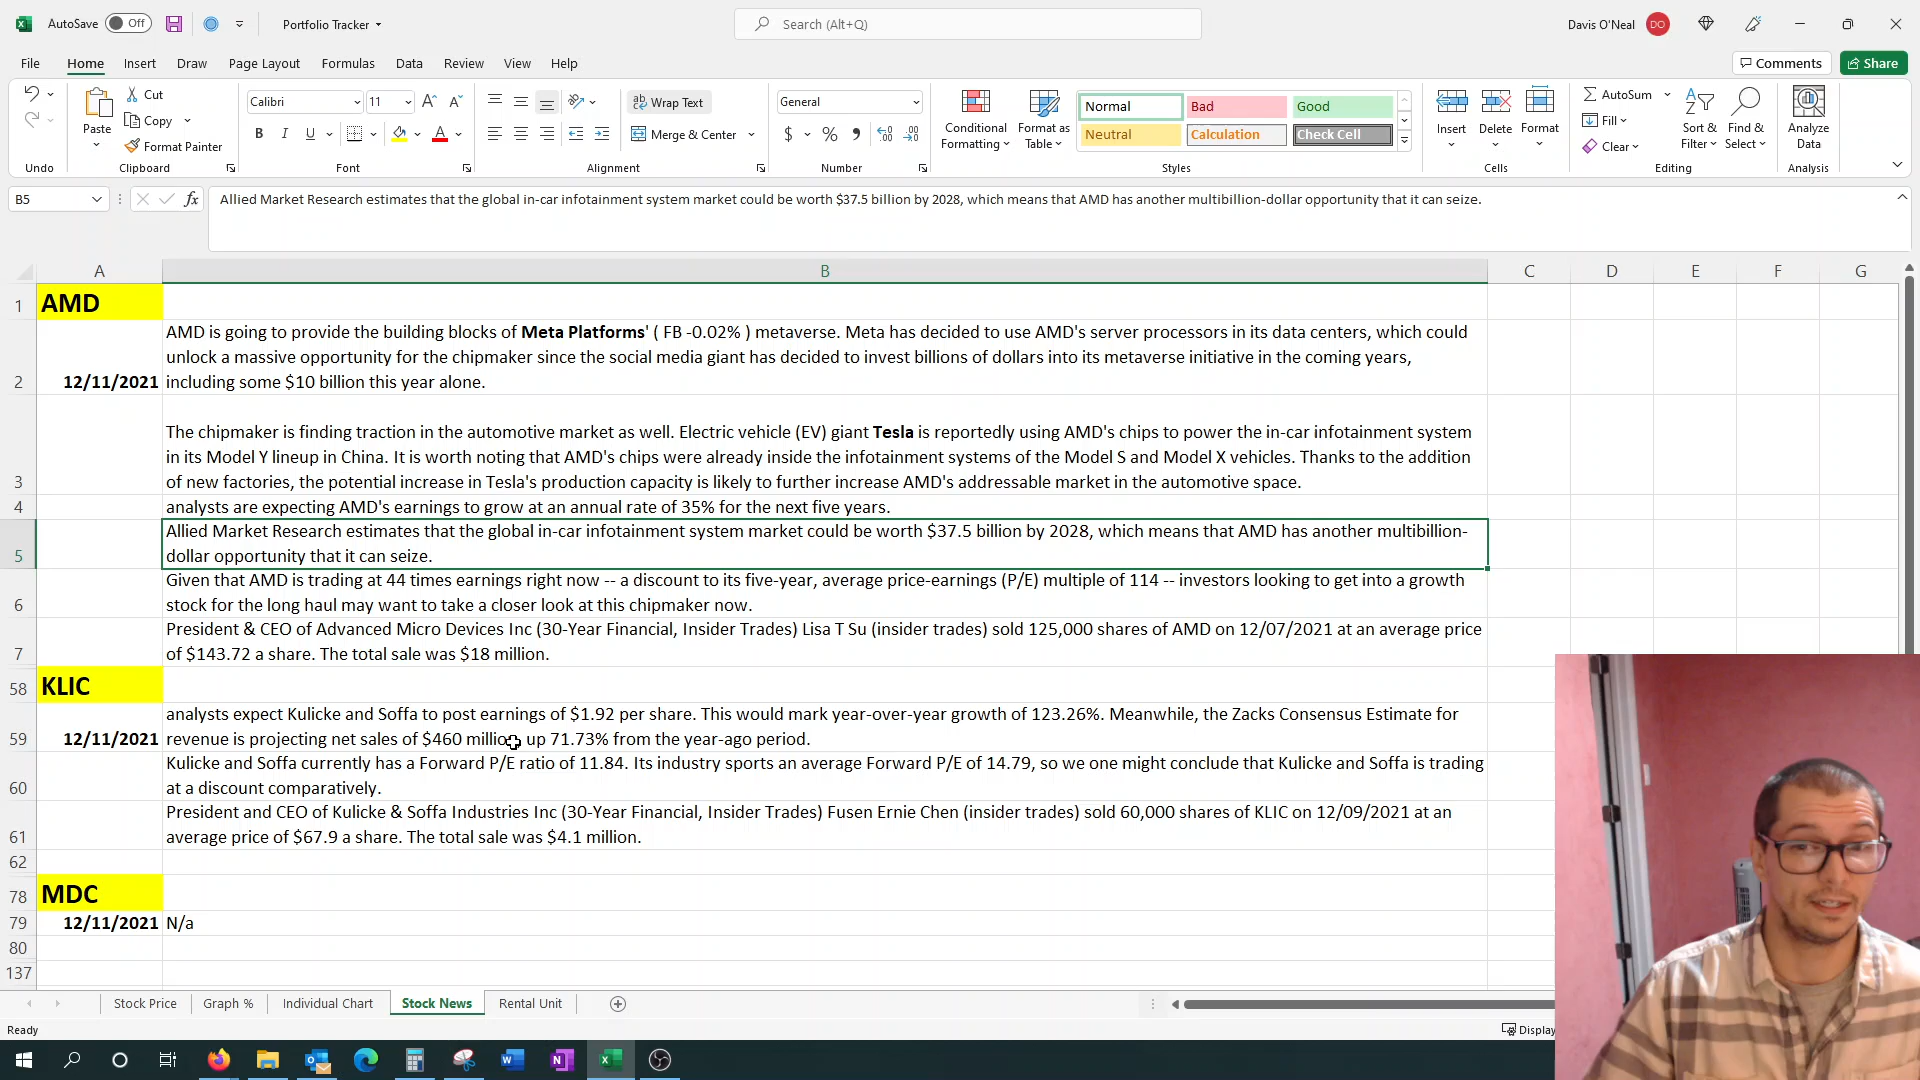 AutoSave Off Portfolio Tracker Search (Alt+Q) Davis O'Neal DO
File Home Insert Draw Page Layout Formulas Data Review View Help Comments Share
Cut Calibri 11 Wrap Text General Normal Bad Good AutoSum
Paste Copy Format Painter B I U A Merge & Center $ % Conditional Formatting Format as Table Neutral Calculation Check Cell Insert Delete Format Fill Clear Sort & Filter Find & Select Analyze Data
Undo Clipboard Font Alignment Number Styles Cells Editing Analysis
B5 fx Allied Market Research estimates that the global in-car infotainment system market could be worth $37.5 billion by 2028, which means that AMD has another multibillion-dollar opportunity that it can seize.
A B C D E F G
1 AMD
AMD is going to provide the building blocks of Meta Platforms' ( FB -0.02% ) metaverse. Meta has decided to use AMD's server processors in its data centers, which could
unlock a massive opportunity for the chipmaker since the social media giant has decided to invest billions of dollars into its metaverse initiative in the coming years,
2 12/11/2021 including some $10 billion this year alone.
The chipmaker is finding traction in the automotive market as well. Electric vehicle (EV) giant Tesla is reportedly using AMD's chips to power the in-car infotainment system
in its Model Y lineup in China. It is worth noting that AMD's chips were already inside the infotainment systems of the Model S and Model X vehicles. Thanks to the addition
3 of new factories, the potential increase in Tesla's production capacity is likely to further increase AMD's addressable market in the automotive space.
4 analysts are expecting AMD's earnings to grow at an annual rate of 35% for the next five years.
Allied Market Research estimates that the global in-car infotainment system market could be worth $37.5 billion by 2028, which means that AMD has another multibillion-
5 dollar opportunity that it can seize.
Given that AMD is trading at 44 times earnings right now -- a discount to its five-year, average price-earnings (P/E) multiple of 114 -- investors looking to get into a growth
6 stock for the long haul may want to take a closer look at this chipmaker now.
President & CEO of Advanced Micro Devices Inc (30-Year Financial, Insider Trades) Lisa T Su (insider trades) sold 125,000 shares of AMD on 12/07/2021 at an average price
7 of $143.72 a share. The total sale was $18 million.
58 KLIC
analysts expect Kulicke and Soffa to post earnings of $1.92 per share. This would mark year-over-year growth of 123.26%. Meanwhile, the Zacks Consensus Estimate for
59 12/11/2021 revenue is projecting net sales of $460 million, up 71.73% from the year-ago period.
Kulicke and Soffa currently has a Forward P/E ratio of 11.84. Its industry sports an average Forward P/E of 14.79, so we one might conclude that Kulicke and Soffa is trading
60 at a discount comparatively.
President and CEO of Kulicke & Soffa Industries Inc (30-Year Financial, Insider Trades) Fusen Ernie Chen (insider trades) sold 60,000 shares of KLIC on 12/09/2021 at an
61 average price of $67.9 a share. The total sale was $4.1 million.
62
78 MDC
79 12/11/2021 N/a
80
137
Stock Price Graph % Individual Chart Stock News Rental Unit
Ready Display